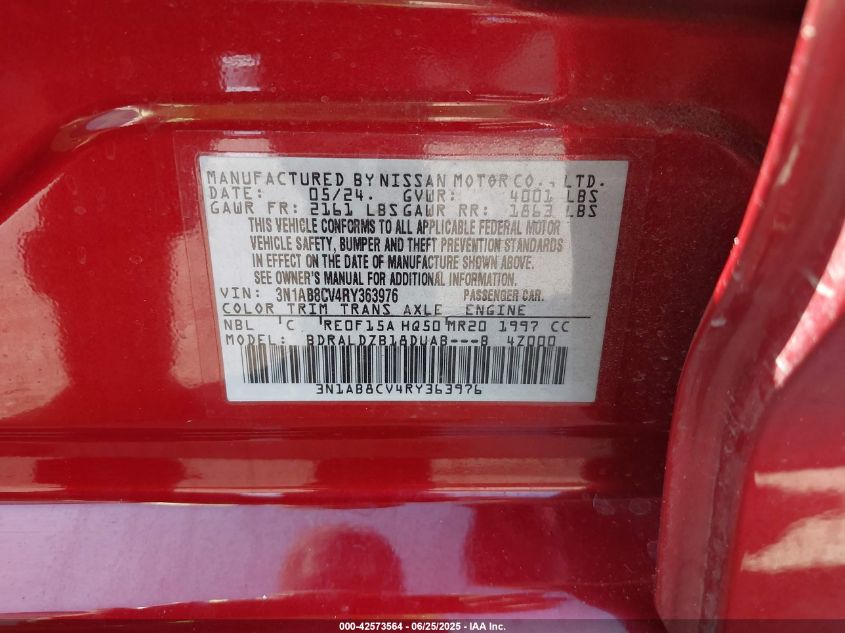 MANUFACTURED BY NISSAN MOTOR CO., LTD.
DATE: 05/24. GVWR: 4001 LBS
GAWR FR: 2161 LBS GAWR RR: 1863 LBS
THIS VEHICLE CONFORMS TO ALL APPLICABLE FEDERAL MOTOR
VEHICLE SAFETY, BUMPER AND THEFT PREVENTION STANDARDS
IN EFFECT ON THE DATE OF MANUFACTURE SHOWN ABOVE.
SEE OWNER'S MANUAL FOR ADDITIONAL INFORMATION.
VIN: 3N1AB8CV4RY363976 PASSENGER CAR.
COLOR TRIM TRANS AXLE ENGINE
NBL C RE0F15A HQ50 MR20 1997 CC
MODEL: BDRALDZB18DUAB---B 4Z000
3N1AB8CV4RY363976
000-42573564 | 06/25/2025 - IAA Inc.